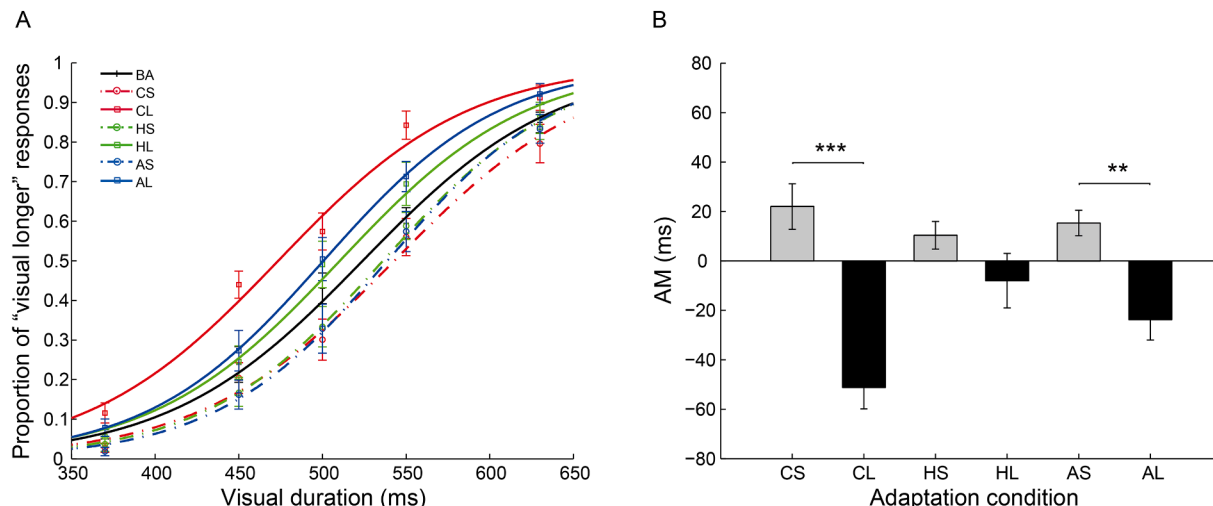 A
Proportion of “visual longer” responses
1
0.9
0.8
0.7
0.6
0.5
0.4
0.3
0.2
0.1
0
BA
CS
CL
HS
HL
AS
AL
350 400 450 500 550 600 650
Visual duration (ms)
B
AM (ms)
80
60
40
20
0
−20
−40
−60
−80
***
**
CS CL HS HL AS AL
Adaptation condition